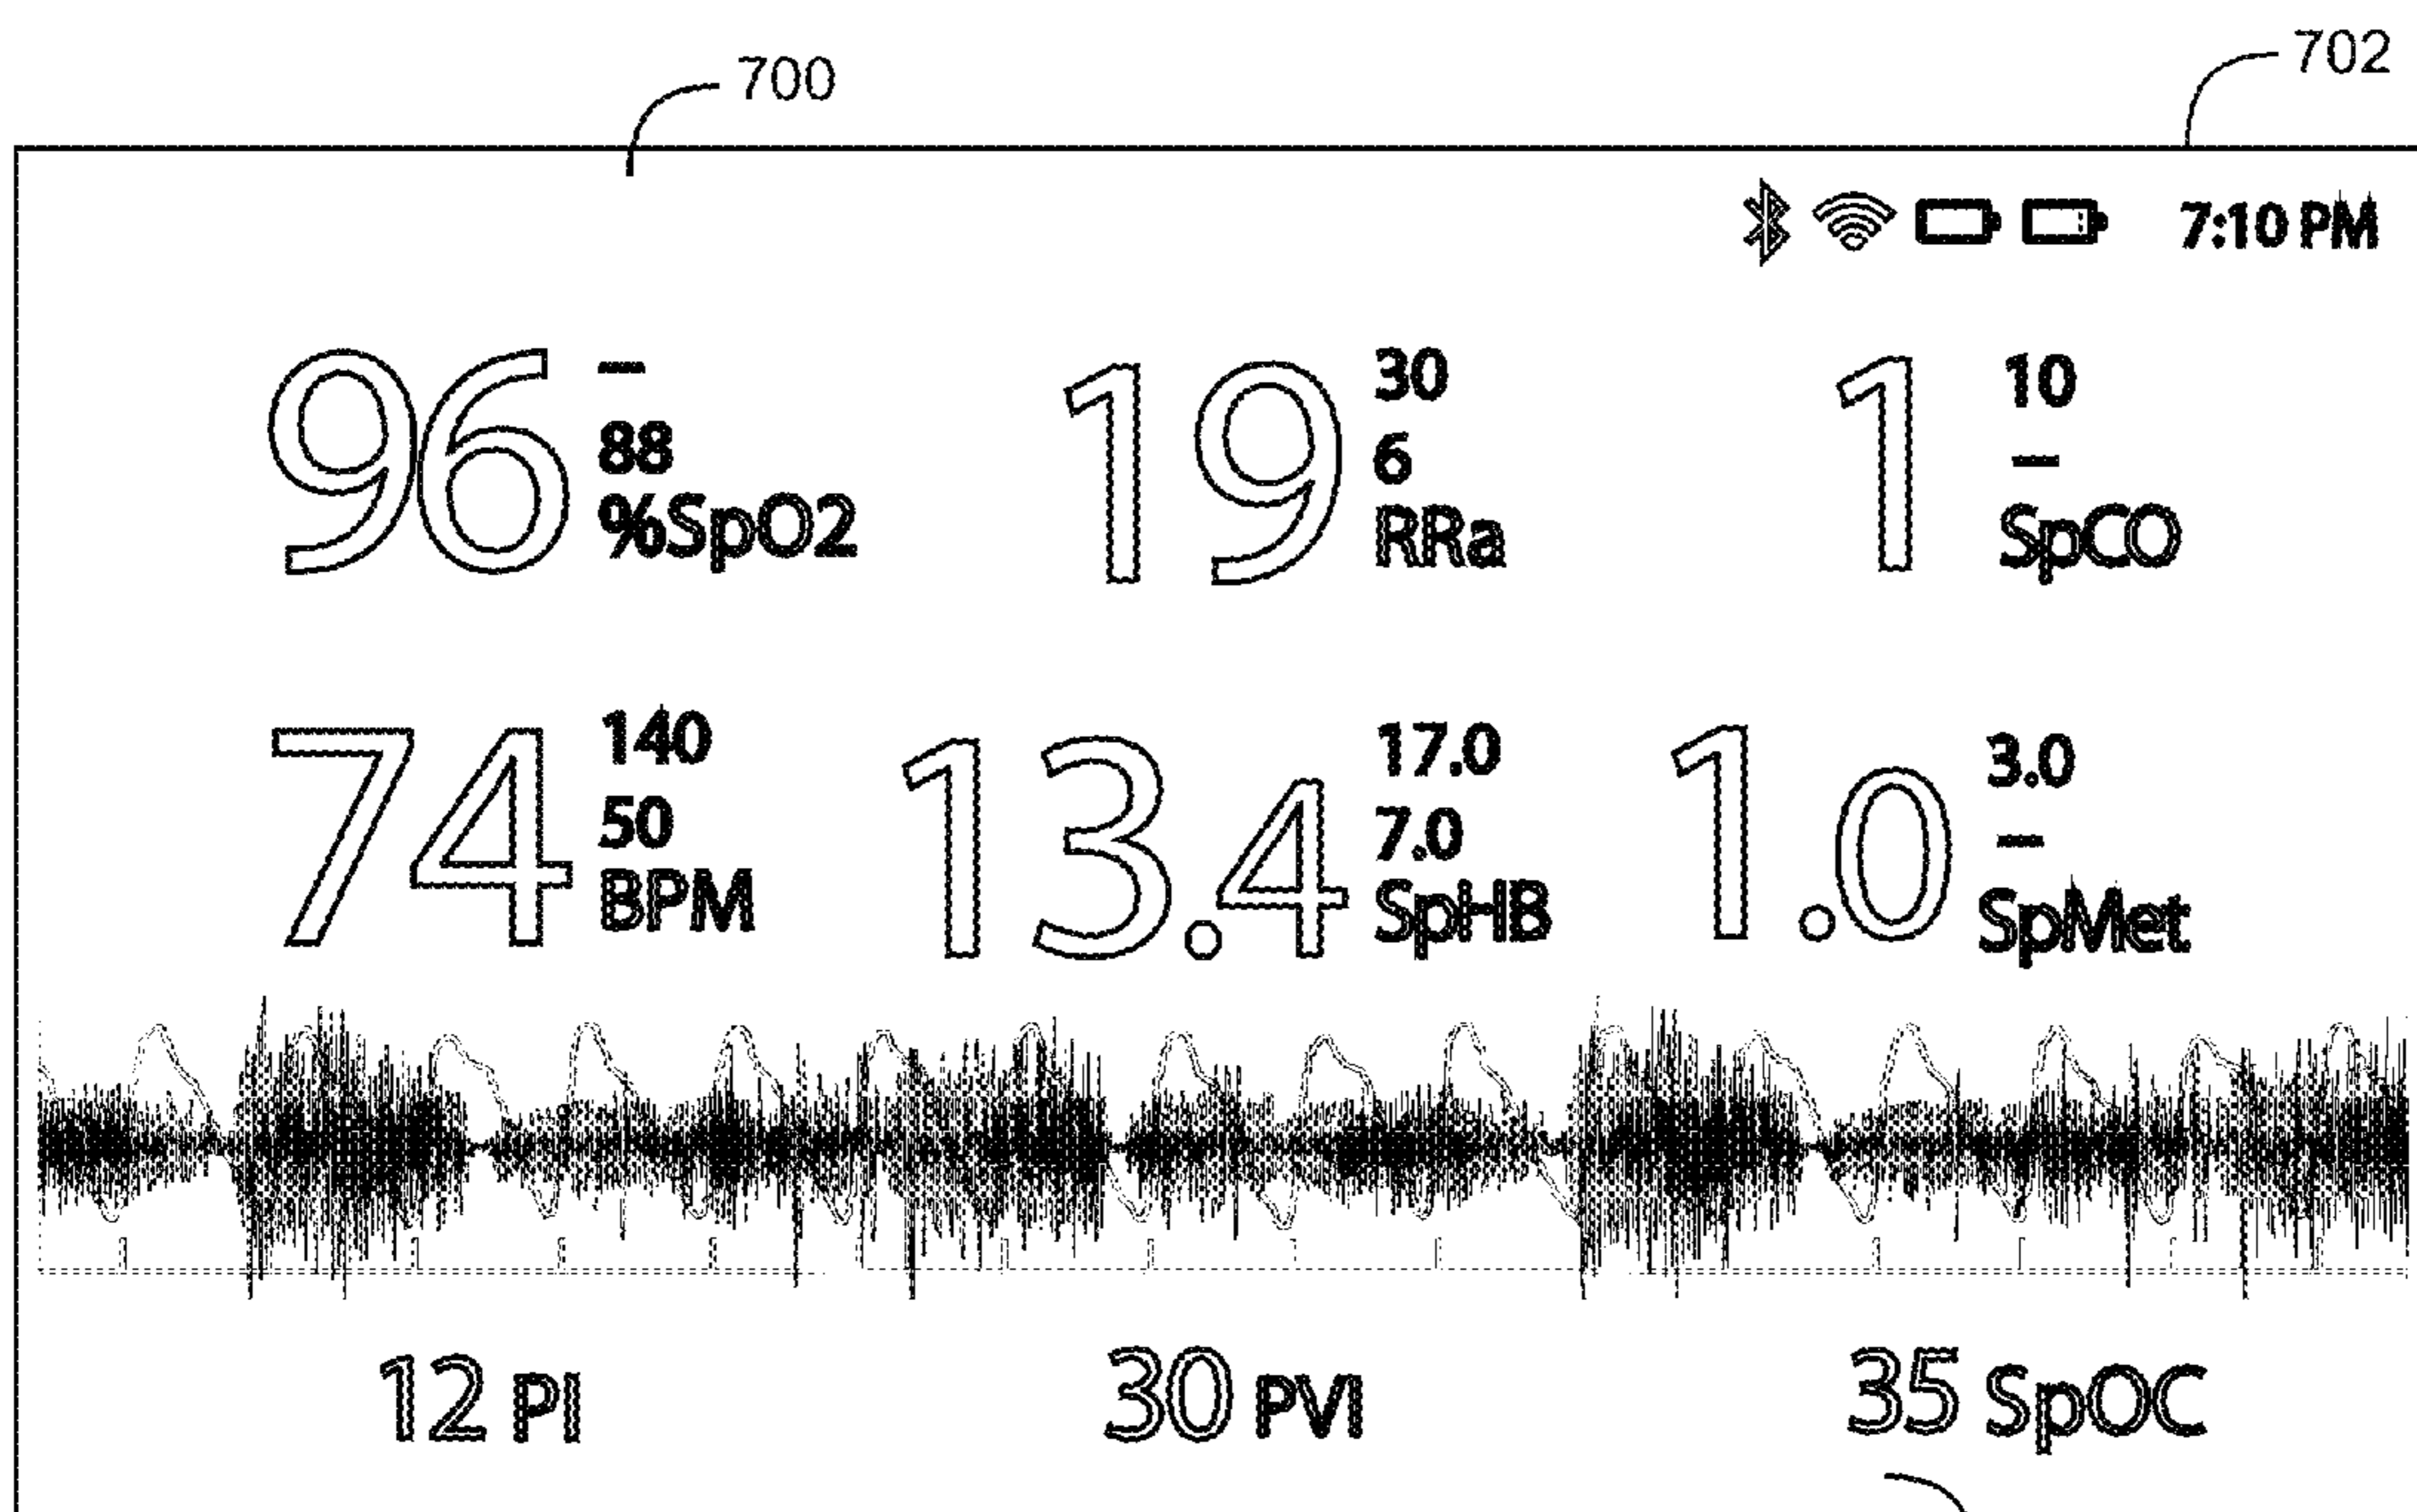 700
702
7:10 PM
96
—
88
%SpO2
19
30
6
RRa
1
10
—
SpCO
74
140
50
BPM
13.4
17.0
7.0
SpHB
1.0
3.0
—
SpMet
12 PI
30 PVI
35 SpOC